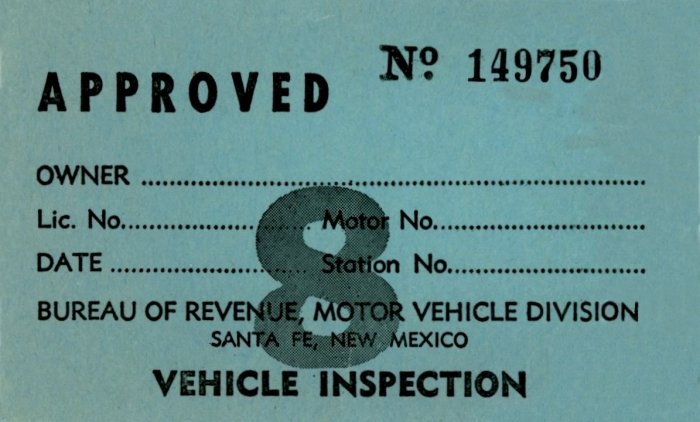 APPROVED Nº 149750
OWNER ................................................................
Lic. No. ........................ Motor No. ..............................
DATE ........................ Station No. ..............................
8
BUREAU OF REVENUE, MOTOR VEHICLE DIVISION
SANTA FE, NEW MEXICO
VEHICLE INSPECTION